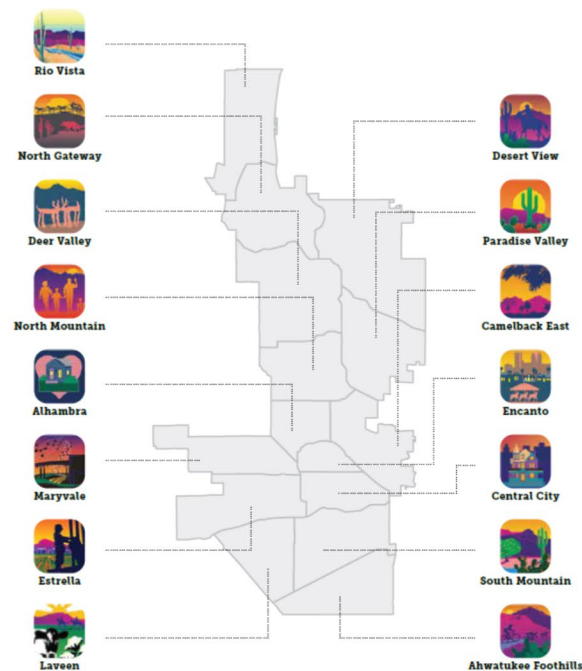 Rio Vista
North Gateway
Deer Valley
North Mountain
Alhambra
Maryvale
Estrella
Laveen
Desert View
Paradise Valley
Camelback East
Encanto
Central City
South Mountain
Ahwatukee Foothills